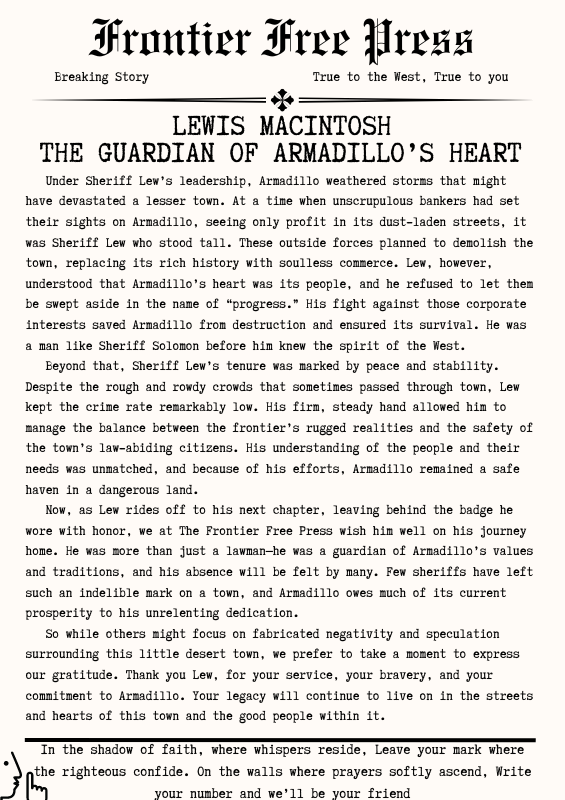 Frontier Free Press
Breaking Story True to the West, True to you
LEWIS MACINTOSH
THE GUARDIAN OF ARMADILLO'S HEART
Under Sheriff Lew's leadership, Armadillo weathered storms that might
have devastated a lesser town. At a time when unscrupulous bankers had set
their sights on Armadillo, seeing only profit in its dust-laden streets, it
was Sheriff Lew who stood tall. These outside forces planned to demolish the
town, replacing its rich history with soulless commerce. Lew, however,
understood that Armadillo's heart was its people, and he refused to let them
be swept aside in the name of “progress.” His fight against those corporate
interests saved Armadillo from destruction and ensured its survival. He was
a man like Sheriff Solomon before him knew the spirit of the West.
Beyond that, Sheriff Lew's tenure was marked by peace and stability.
Despite the rough and rowdy crowds that sometimes passed through town, Lew
kept the crime rate remarkably low. His firm, steady hand allowed him to
manage the balance between the frontier's rugged realities and the safety of
the town's law-abiding citizens. His understanding of the people and their
needs was unmatched, and because of his efforts, Armadillo remained a safe
haven in a dangerous land.
Now, as Lew rides off to his next chapter, leaving behind the badge he
wore with honor, we at The Frontier Free Press wish him well on his journey
home. He was more than just a lawman—he was a guardian of Armadillo's values
and traditions, and his absence will be felt by many. Few sheriffs have left
such an indelible mark on a town, and Armadillo owes much of its current
prosperity to his unrelenting dedication.
So while others might focus on fabricated negativity and speculation
surrounding this little desert town, we prefer to take a moment to express
our gratitude. Thank you Lew, for your service, your bravery, and your
commitment to Armadillo. Your legacy will continue to live on in the streets
and hearts of this town and the good people within it.
In the shadow of faith, where whispers reside, Leave your mark where
the righteous confide. On the walls where prayers softly ascend, Write
your number and we'll be your friend